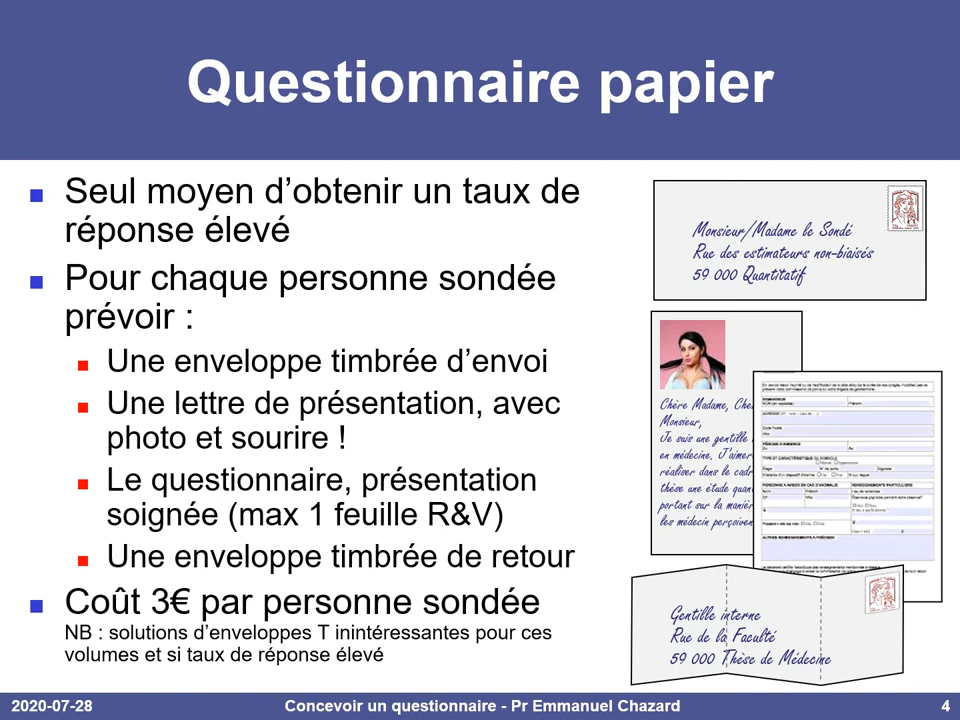 Questionnaire papier
Seul moyen d’obtenir un taux de
réponse élevé
Pour chaque personne sondée
prévoir :
Une enveloppe timbrée d’envoi
Une lettre de présentation, avec
photo et sourire !
Le questionnaire, présentation
soignée (max 1 feuille R&V)
Une enveloppe timbrée de retour
Coût 3€ par personne sondée
NB : solutions d’enveloppes T inintéressantes pour ces
volumes et si taux de réponse élevé
Monsieur/Madame le Sondé
Rue des estimateurs non-biaisés
59 000 Quantitatif
Chère Madame, Che
Monsieur,
Je suis une gentille
en médecine. J'aimer
réaliser dans le cadr
thèse une étude quan
portant sur la manièr
les médecin perçoiven
Gentille interne
Rue de la Faculté
59 000 Thèse de Médecine
2020-07-28
Concevoir un questionnaire - Pr Emmanuel Chazard
4